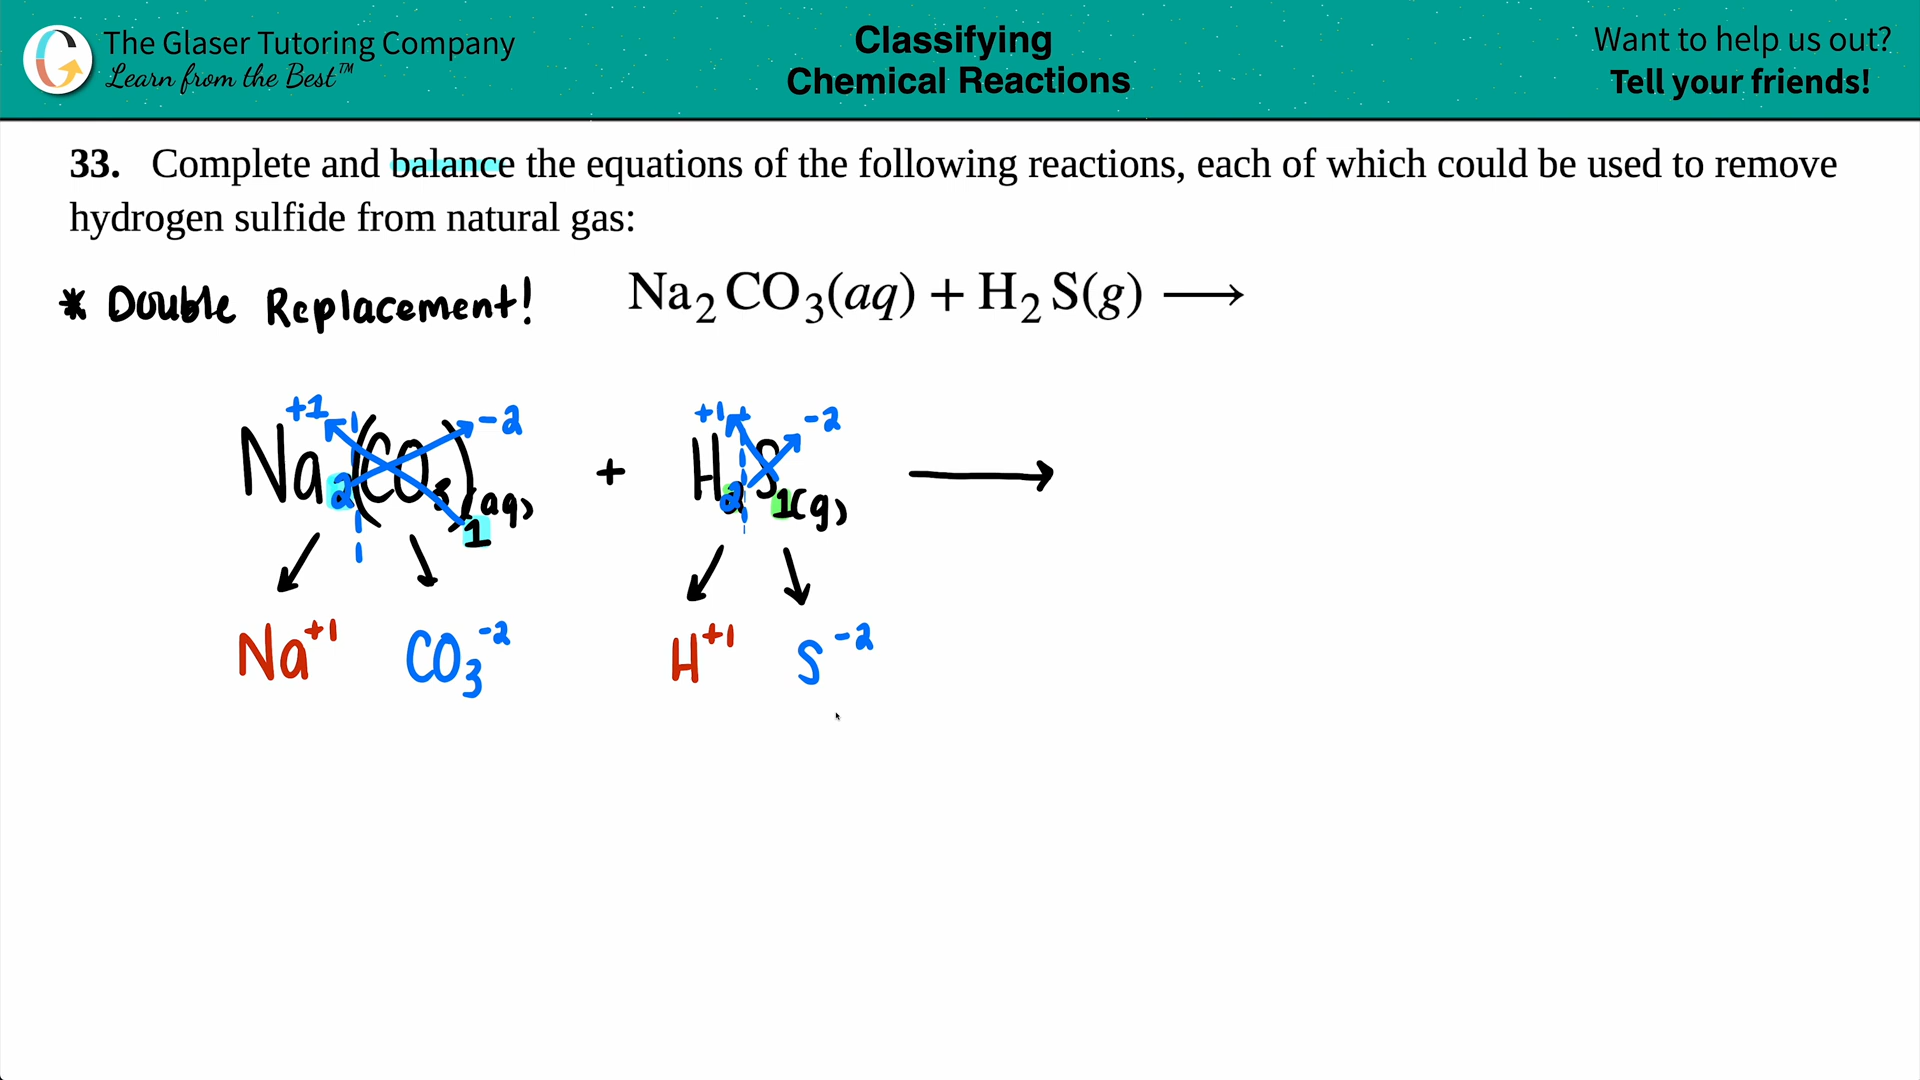 The Glaser Tutoring Company
Learn from the Best™
Classifying
Chemical Reactions
Want to help us out?
Tell your friends!
33. Complete and balance the equations of the following reactions, each of which could be used to remove
hydrogen sulfide from natural gas:
* Double Replacement!
Na₂CO₃(aq) + H₂S(g) ⟶
+1 -2 +1 -2
Na₂(CO₃)₁(aq) + H₂S₁(g) ⟶
Na⁺¹ CO₃⁻² H⁺¹ S⁻²